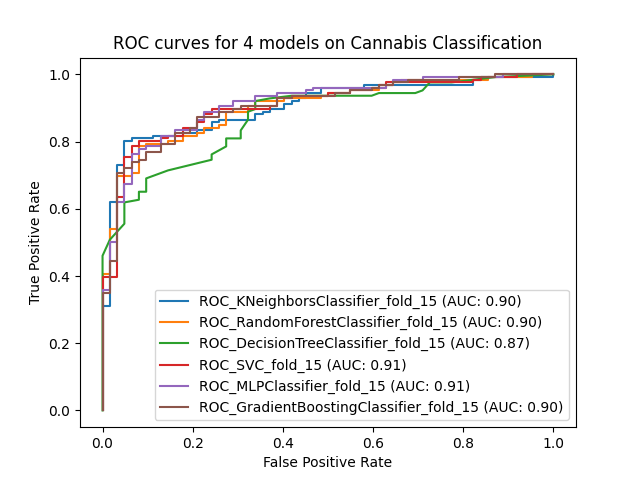 ROC curves for 4 models on Cannabis Classification
True Positive Rate
1.0
0.8
0.6
0.4
0.2
0.0
ROC_KNeighborsClassifier_fold_15 (AUC: 0.90)
ROC_RandomForestClassifier_fold_15 (AUC: 0.90)
ROC_DecisionTreeClassifier_fold_15 (AUC: 0.87)
ROC_SVC_fold_15 (AUC: 0.91)
ROC_MLPClassifier_fold_15 (AUC: 0.91)
ROC_GradientBoostingClassifier_fold_15 (AUC: 0.90)
0.0 0.2 0.4 0.6 0.8 1.0
False Positive Rate